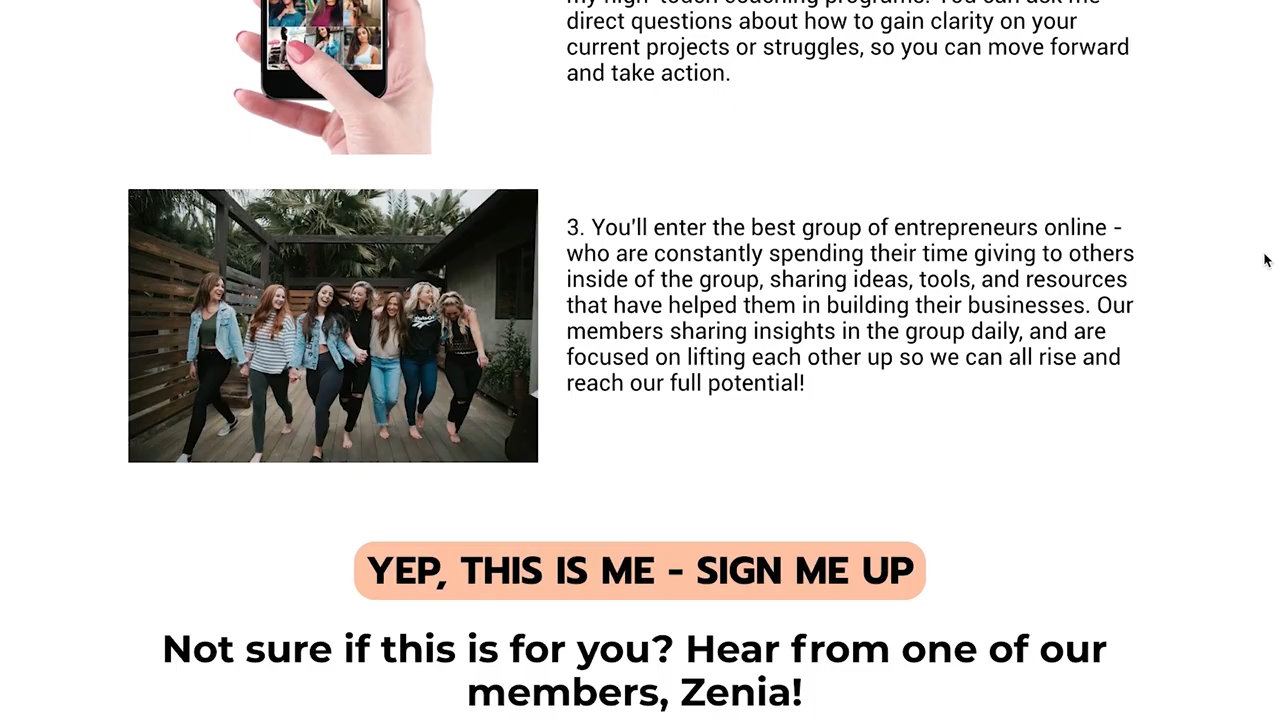 direct questions about how to gain clarity on your
current projects or struggles, so you can move forward
and take action.
3. You'll enter the best group of entrepreneurs online -
who are constantly spending their time giving to others
inside of the group, sharing ideas, tools, and resources
that have helped them in building their businesses. Our
members sharing insights in the group daily, and are
focused on lifting each other up so we can all rise and
reach our full potential!
YEP, THIS IS ME - SIGN ME UP
Not sure if this is for you? Hear from one of our
members, Zenia!